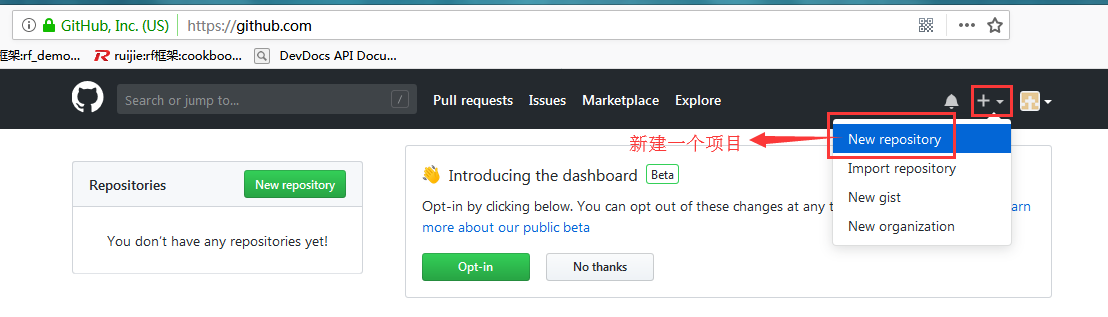 GitHub, Inc. (US) https://github.com
框架:rf_demo... ruijie:rf框架:cookboo... DevDocs API Docu...
Search or jump to... / Pull requests Issues Marketplace Explore
New repository
新建一个项目
Import repository
New gist
New organization
Repositories New repository
You don't have any repositories yet!
Introducing the dashboard Beta
Opt-in by clicking below. You can opt out of these changes at any t arn
more about our public beta
Opt-in No thanks